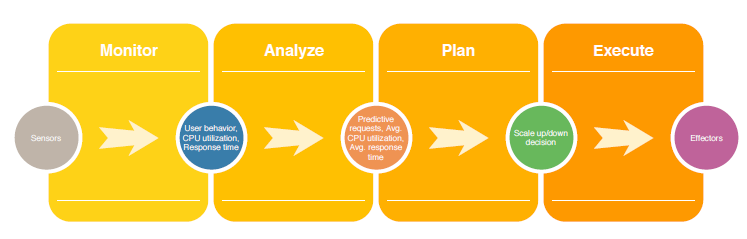 Monitor
Analyze
Plan
Execute
Sensors
User behavior,
CPU utilization,
Response time
Predictive
requests, Avg.
CPU utilization,
Avg. response
time
Scale up/down
decision
Effectors